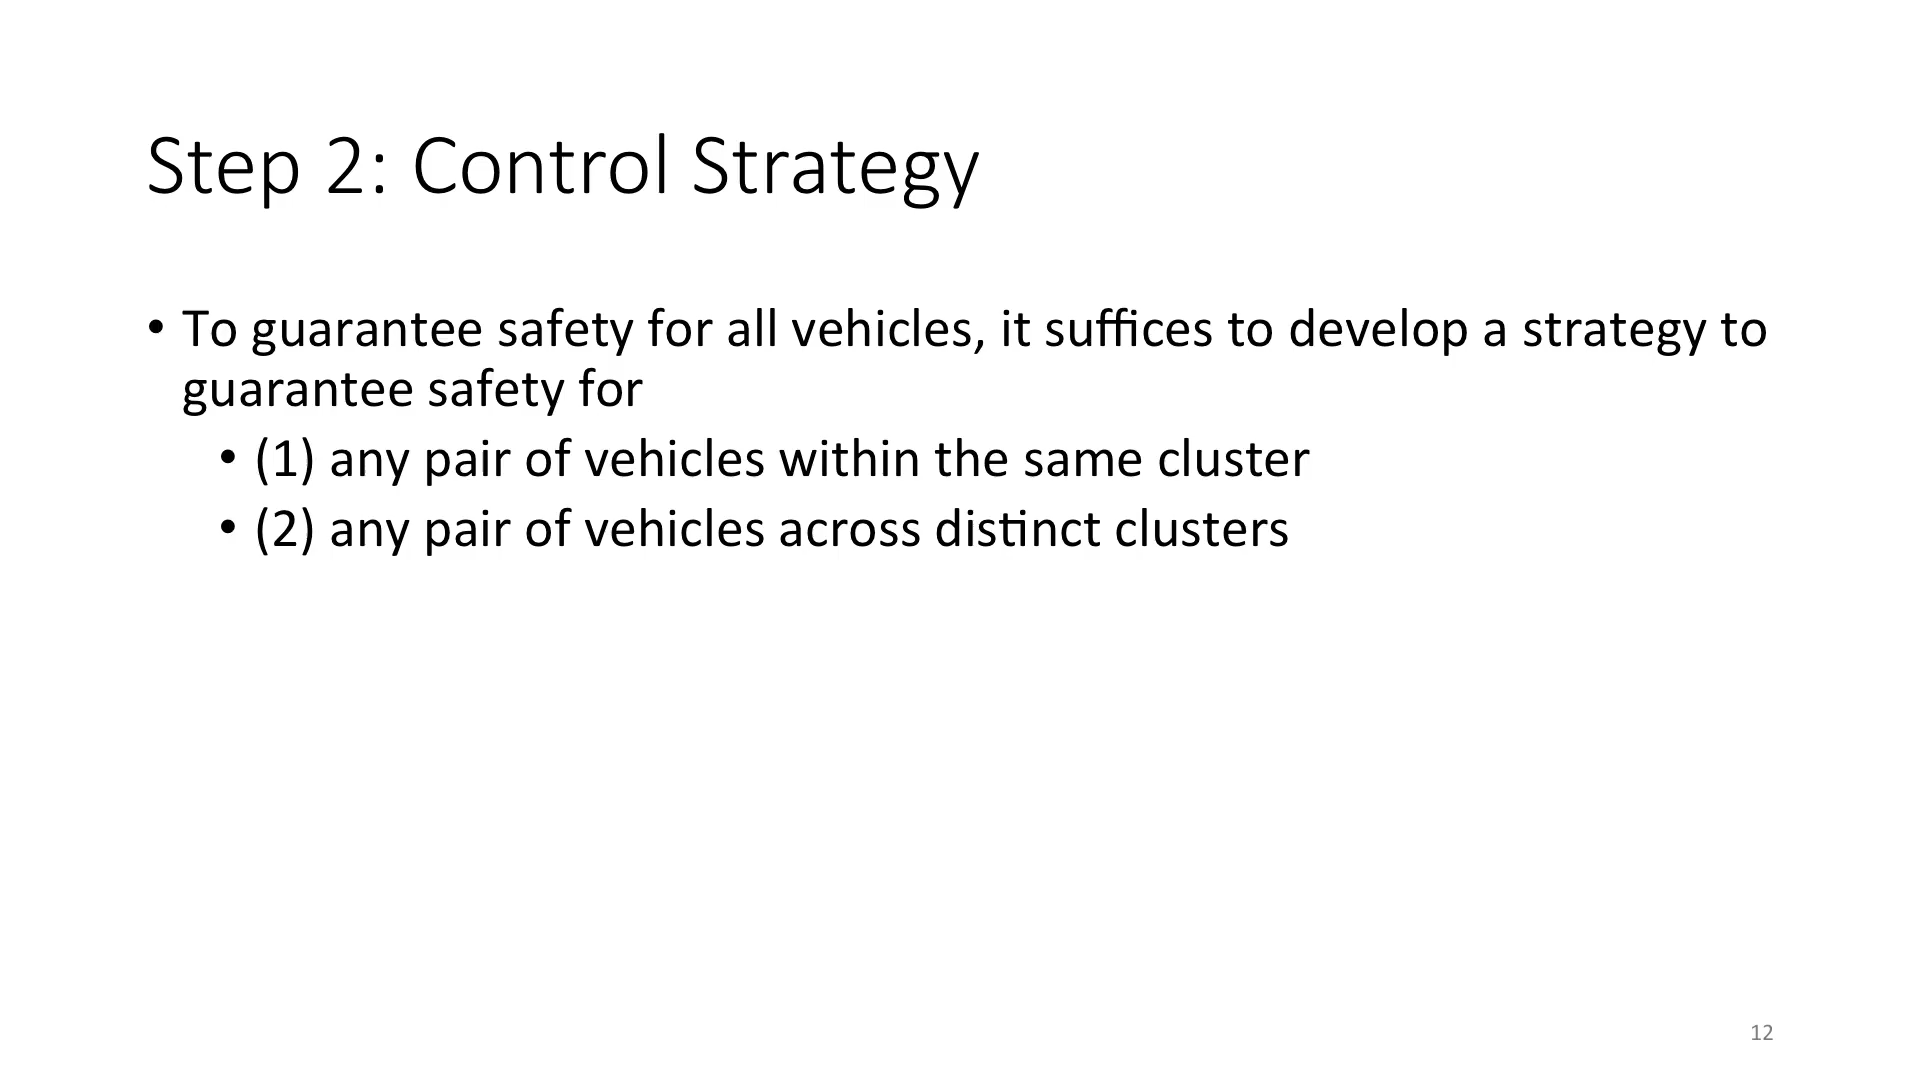 Step 2: Control Strategy
• To guarantee safety for all vehicles, it suffices to develop a strategy to
guarantee safety for
• (1) any pair of vehicles within the same cluster
• (2) any pair of vehicles across distinct clusters
12